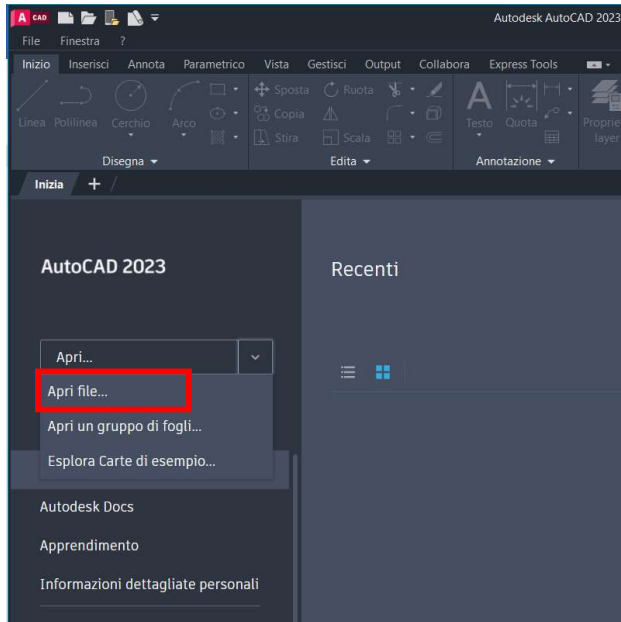 A CAD Autodesk AutoCAD 2023
File Finestra ?
Inizio Inserisci Annota Parametrico Vista Gestisci Output Collabora Express Tools
Sposta Ruota
Linea Polilinea Cerchio Arco Copia Testo Quota
Stira Scala
Disegna Edita Annotazione
Inizia +
AutoCAD 2023 Recenti
Apri...
Apri file...
Apri un gruppo di fogli...
Esplora Carte di esempio...
Autodesk Docs
Apprendimento
Informazioni dettagliate personali